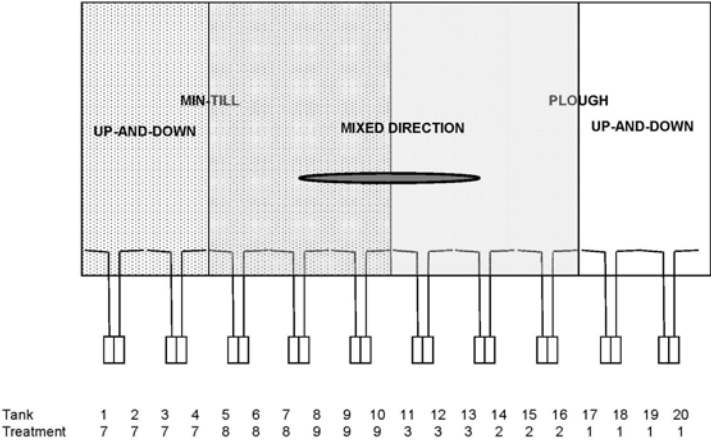 MIN-TILL
PLOUGH
UP-AND-DOWN
MIXED DIRECTION
UP-AND-DOWN
Tank 1 2 3 4 5 6 7 8 9 10 11 12 13 14 15 16 17 18 19 20
Treatment 7 7 7 7 8 8 8 9 9 9 3 3 3 2 2 2 1 1 1 1